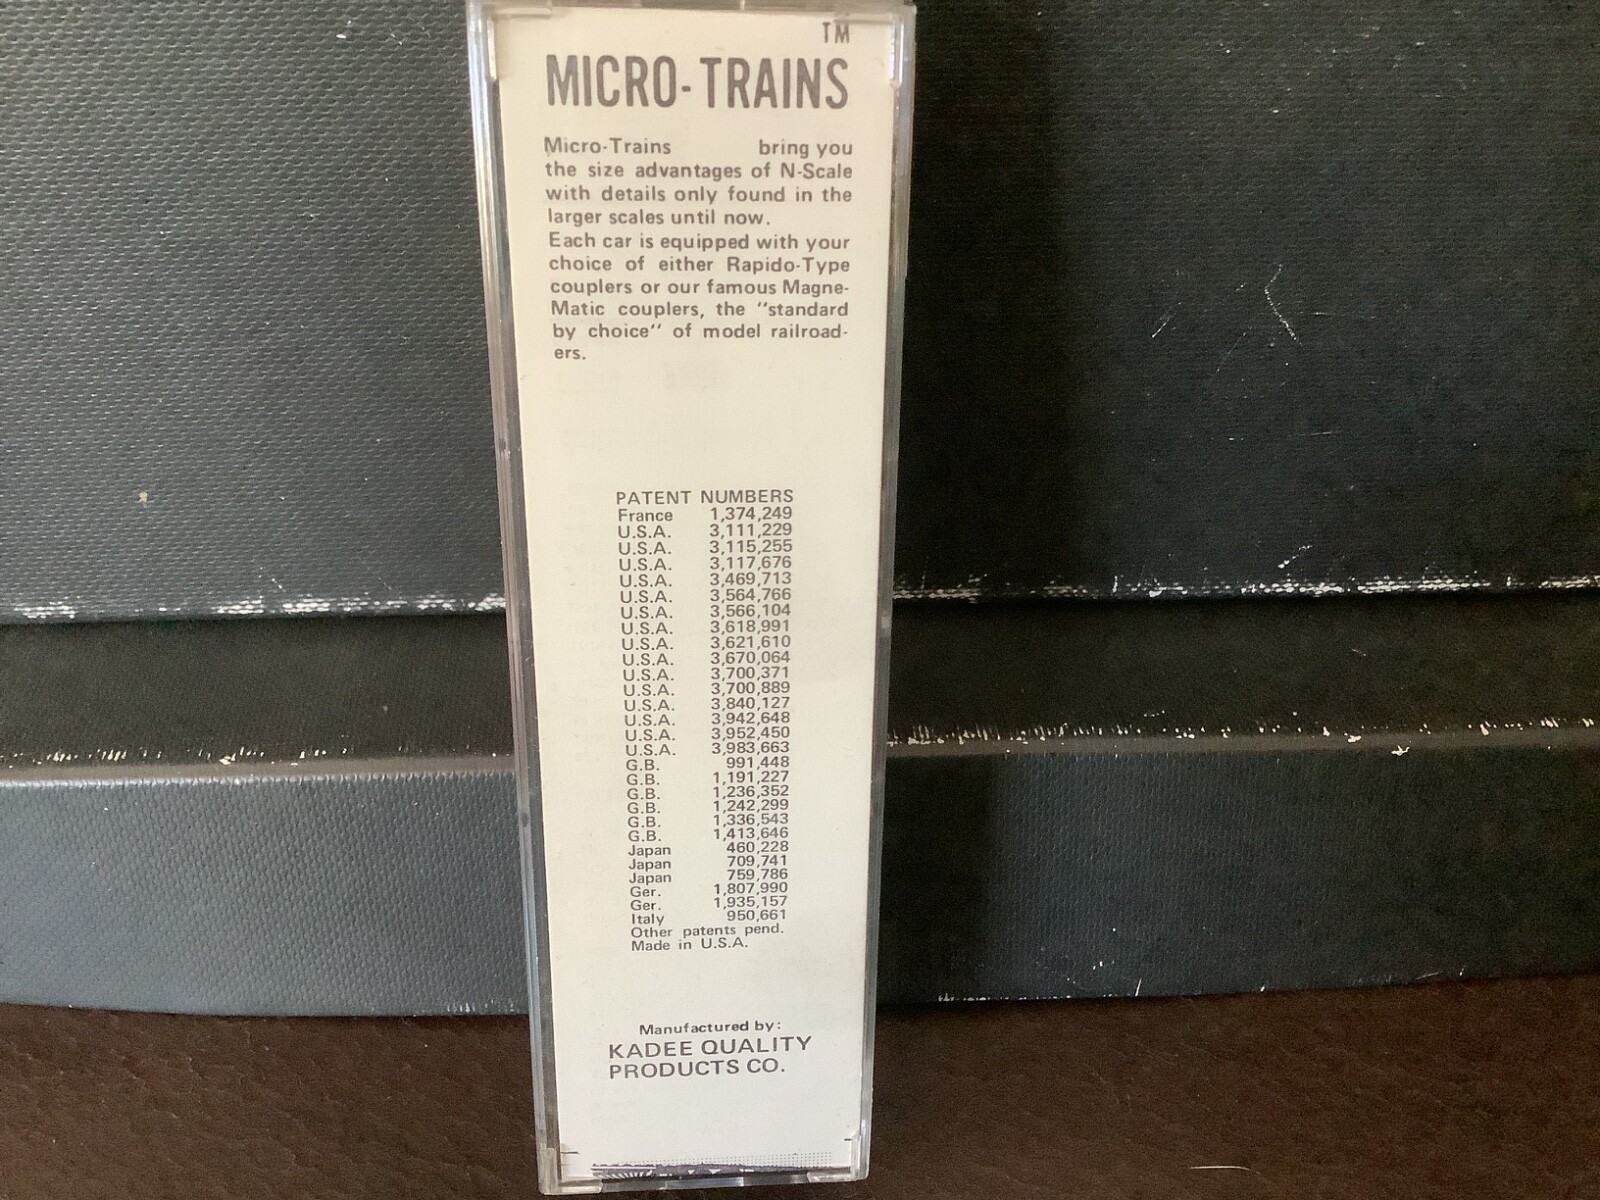 TM
MICRO-TRAINS
Micro-Trains bring you
the size advantages of N-Scale
with details only found in the
larger scales until now.
Each car is equipped with your
choice of either Rapido-Type
couplers or our famous Magne-
Matic couplers, the "standard
by choice" of model railroad-
ers.
PATENT NUMBERS
France 1,374,249
U.S.A. 3,111,229
U.S.A. 3,115,255
U.S.A. 3,117,676
U.S.A. 3,469,713
U.S.A. 3,564,766
U.S.A. 3,566,104
U.S.A. 3,618,991
U.S.A. 3,621,610
U.S.A. 3,670,064
U.S.A. 3,700,371
U.S.A. 3,700,889
U.S.A. 3,840,127
U.S.A. 3,942,648
U.S.A. 3,952,450
U.S.A. 3,983,663
G.B. 991,448
G.B. 1,191,227
G.B. 1,236,352
G.B. 1,242,299
G.B. 1,336,543
G.B. 1,413,646
Japan 460,228
Japan 709,741
Japan 759,786
Ger. 1,807,990
Ger. 1,935,157
Italy 950,661
Other patents pend.
Made in U.S.A.
Manufactured by:
KADEE QUALITY
PRODUCTS CO.